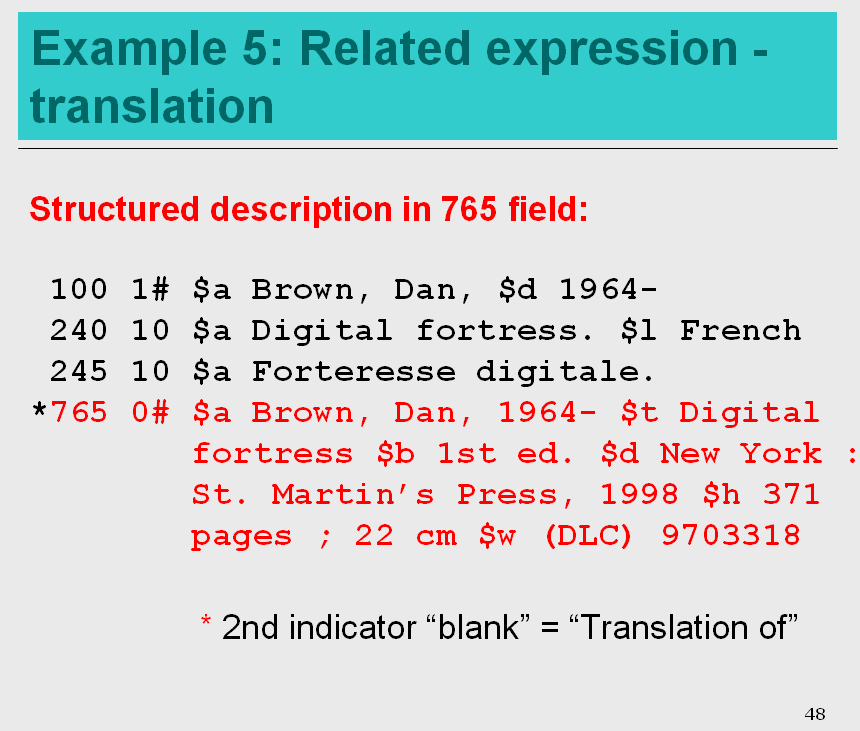 Example 5: Related expression -
translation
Structured description in 765 field:
100 1# $a Brown, Dan, $d 1964-
240 10 $a Digital fortress. $l French
245 10 $a Forteresse digitale.
*765 0# $a Brown, Dan, 1964- $t Digital
fortress $b 1st ed. $d New York :
St. Martin’s Press, 1998 $h 371
pages ; 22 cm $w (DLC) 9703318
* 2nd indicator “blank” = “Translation of”
48